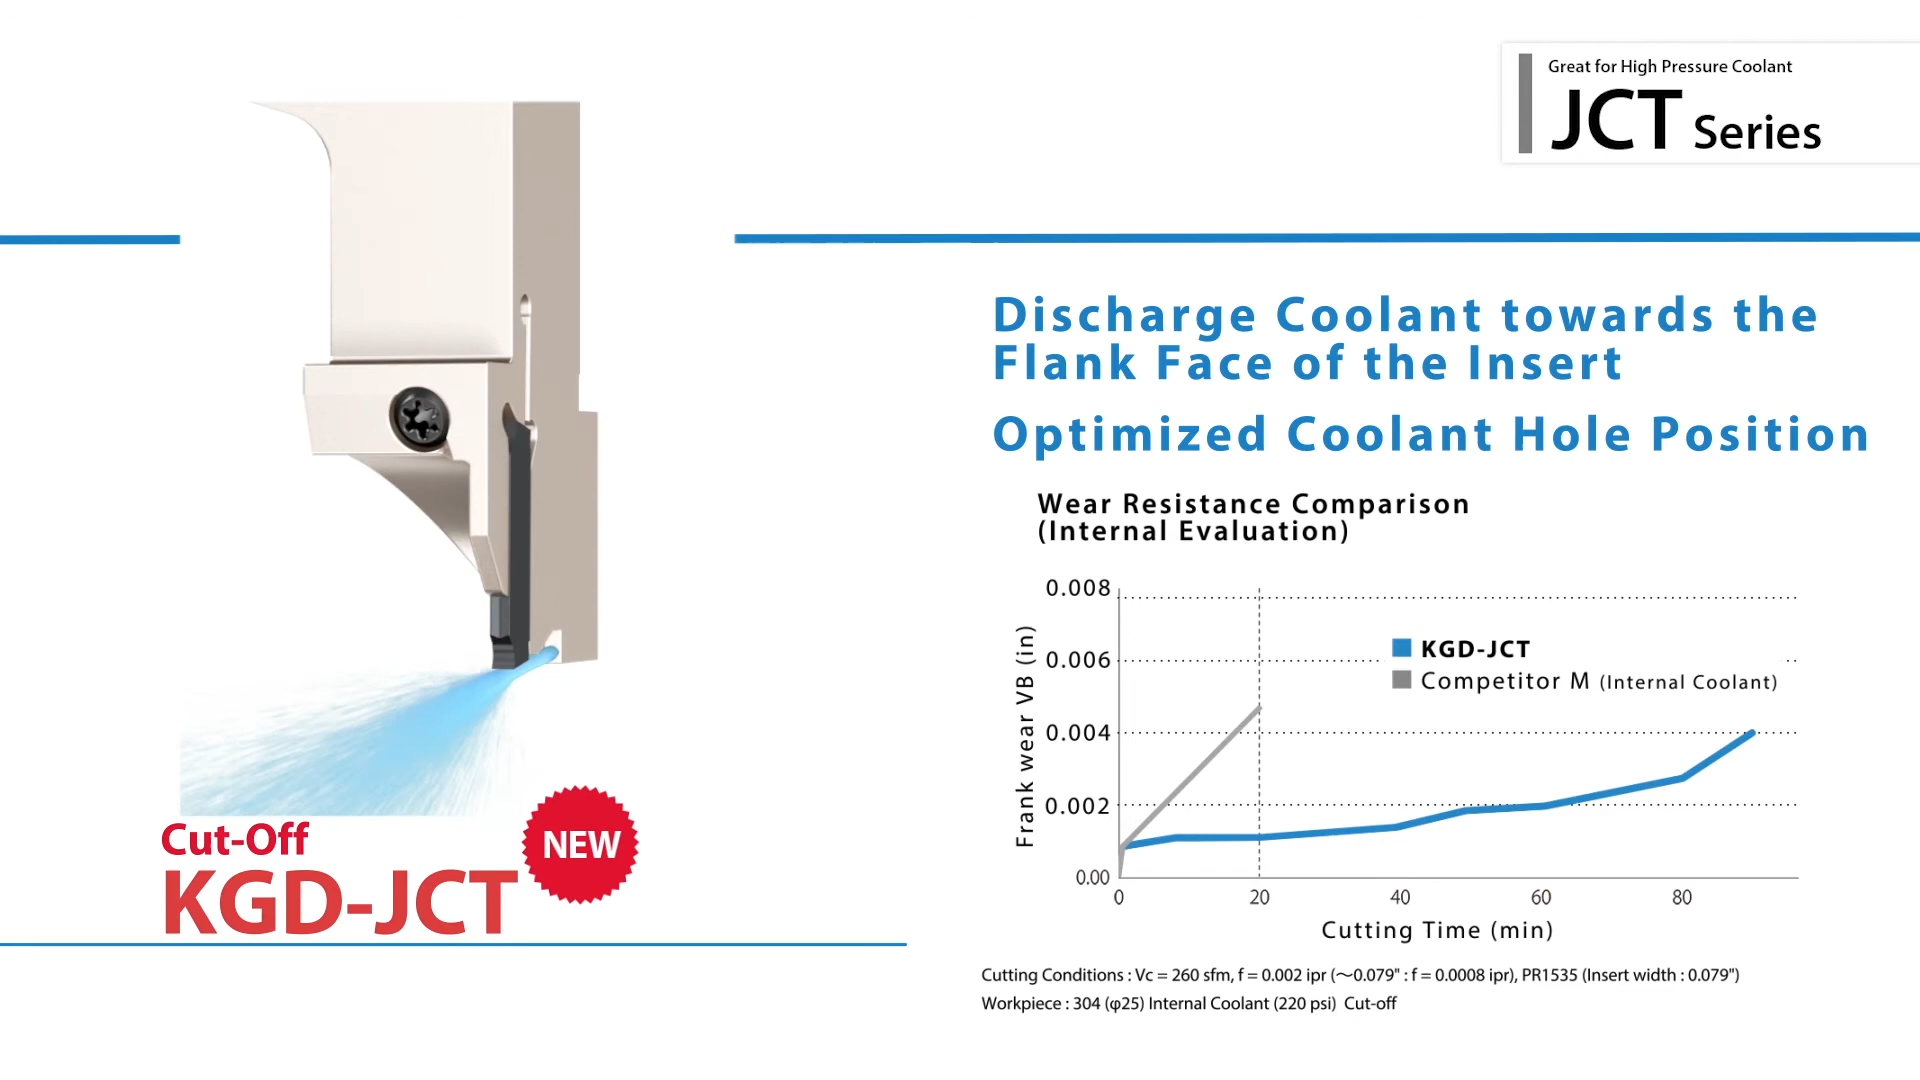 Great for High Pressure Coolant
JCT Series
Discharge Coolant towards the
Flank Face of the Insert
Optimized Coolant Hole Position
Wear Resistance Comparison
(Internal Evaluation)
Frank wear VB (in)
0.008
0.006
0.004
0.002
0.00
KGD-JCT
Competitor M (Internal Coolant)
0 20 40 60 80
Cutting Time (min)
Cutting Conditions : Vc = 260 sfm, f = 0.002 ipr (〜0.079" : f = 0.0008 ipr), PR1535 (Insert width : 0.079")
Workpiece : 304 (φ25) Internal Coolant (220 psi) Cut-off
Cut-Off
KGD-JCT
NEW